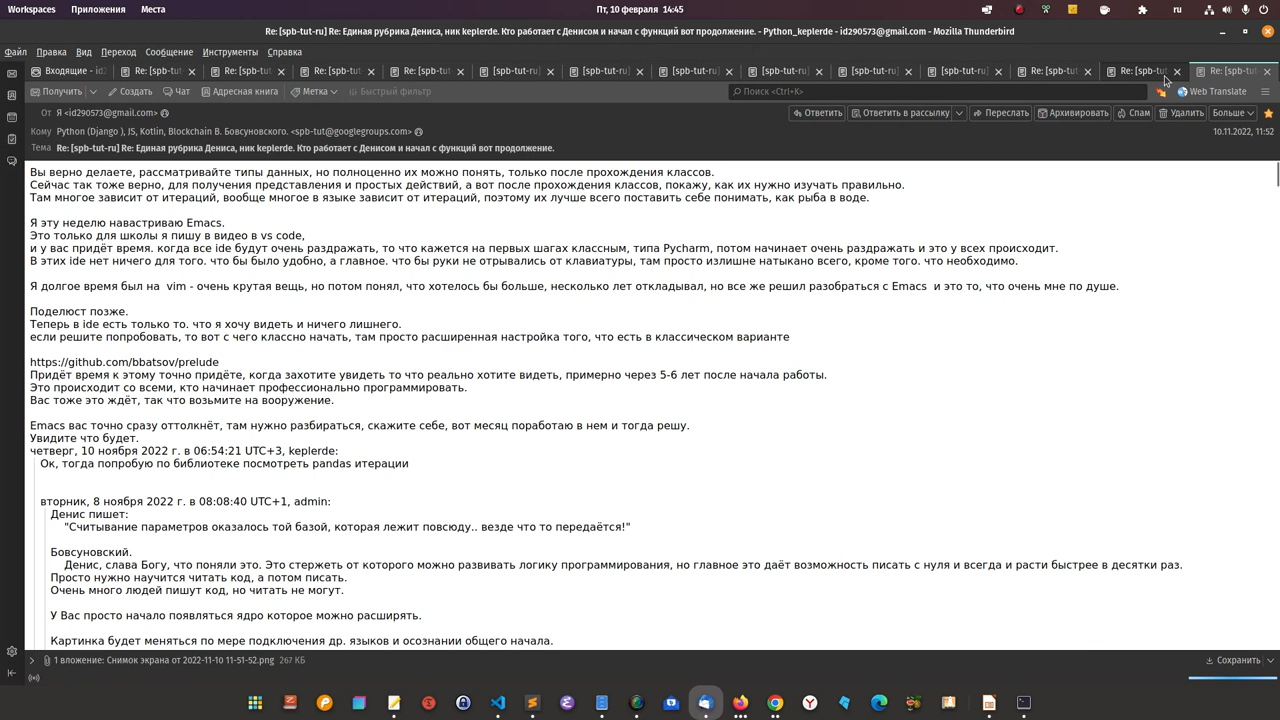 Workspaces Приложения Места Пт, 10 февраля 14:45 ru
Re: [spb-tut-ru] Re: Единая рубрика Дениса, ник keplerde. Кто работает с Денисом и начал с функций вот продолжение. - Python_keplerde - id290573@gmail.com - Mozilla Thunderbird
Файл Правка Вид Переход Сообщение Инструменты Справка
Входящие - id2 Re: [spb-tut Re: [spb-tut Re: [spb-tut Re: [spb-tut [spb-tut-ru] [spb-tut-ru] [spb-tut-ru] [spb-tut-ru] [spb-tut-ru] [spb-tut-ru] Re: [spb-tut Re: [spb-tut Re: [spb-tut
Получить Создать Чат Адресная книга Метка Быстрый фильтр Поиск <Ctrl+K> Web Translate
От Я <id290573@gmail.com> Ответить Ответить в рассылку Переслать Архивировать Спам Удалить Больше
Кому Python (Django ), JS, Kotlin, Blockchain В. Бовсуновского. <spb-tut@googlegroups.com> 10.11.2022, 11:52
Тема Re: [spb-tut-ru] Re: Единая рубрика Дениса, ник keplerde. Кто работает с Денисом и начал с функций вот продолжение.
Вы верно делаете, рассматривайте типы данных, но полноценно их можно понять, только после прохождения классов.
Сейчас так тоже верно, для получения представления и простых действий, а вот после прохождения классов, покажу, как их нужно изучать правильно.
Там многое зависит от итераций, вообще многое в языке зависит от итераций, поэтому их лучше всего поставить себе понимать, как рыба в воде.
Я эту неделю навастриваю Emacs.
Это только для школы я пишу в видео в vs code,
и у вас придёт время. когда все ide будут очень раздражать, то что кажется на первых шагах классным, типа Pycharm, потом начинает очень раздражать и это у всех происходит.
В этих ide нет ничего для того. что бы было удобно, а главное. что бы руки не отрывались от клавиатуры, там просто излишне натыкано всего, кроме того. что необходимо.
Я долгое время был на vim - очень крутая вещь, но потом понял, что хотелось бы больше, несколько лет откладывал, но все же решил разобраться с Emacs и это то, что очень мне по душе.
Поделюст позже.
Теперь в ide есть только то. что я хочу видеть и ничего лишнего.
если решите попробовать, то вот с чего классно начать, там просто расширенная настройка того, что есть в классическом варианте
https://github.com/bbatsov/prelude
Придёт время к этому точно придёте, когда захотите увидеть то что реально хотите видеть, примерно через 5-6 лет после начала работы.
Это происходит со всеми, кто начинает профессионально программировать.
Вас тоже это ждёт, так что возьмите на вооружение.
Emacs вас точно сразу оттолкнёт, там нужно разбираться, скажите себе, вот месяц поработаю в нем и тогда решу.
Увидите что будет.
четверг, 10 ноября 2022 г. в 06:54:21 UTC+3, keplerde:
Ок, тогда попробую по библиотеке посмотреть pandas итерации
вторник, 8 ноября 2022 г. в 08:08:40 UTC+1, admin:
Денис пишет:
"Считывание параметров оказалось той базой, которая лежит повсюду.. везде что то передаётся!"
Бовсуновский.
Денис, слава Богу, что поняли это. Это стержеть от которого можно развивать логику программирования, но главное это даёт возможность писать с нуля и всегда и расти быстрее в десятки раз.
Просто нужно научится читать код, а потом писать.
Очень много людей пишут код, но читать не могут.
У Вас просто начало появляться ядро которое можно расширять.
Картинка будет меняться по мере подключения др. языков и осознании общего начала.
1 вложение: Снимок экрана от 2022-11-10 11-51-52.png 267 КБ Сохранить